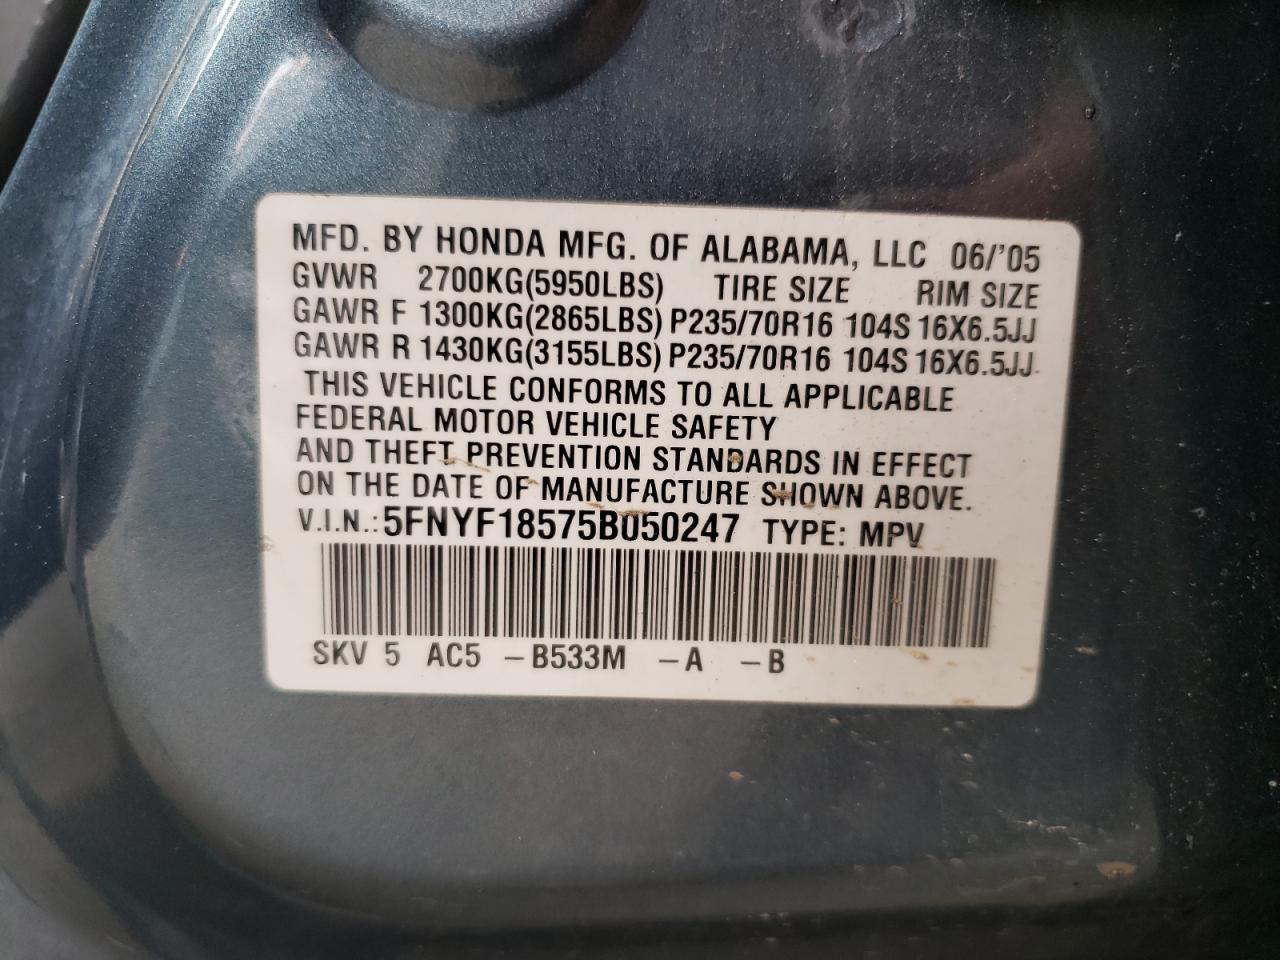 MFD. BY HONDA MFG. OF ALABAMA, LLC 06/'05
GVWR 2700KG(5950LBS) TIRE SIZE RIM SIZE
GAWR F 1300KG(2865LBS) P235/70R16 104S 16X6.5JJ
GAWR R 1430KG(3155LBS) P235/70R16 104S 16X6.5JJ
THIS VEHICLE CONFORMS TO ALL APPLICABLE
FEDERAL MOTOR VEHICLE SAFETY
AND THEFT PREVENTION STANDARDS IN EFFECT
ON THE DATE OF MANUFACTURE SHOWN ABOVE.
V.I.N.: 5FNYF18575B050247 TYPE: MPV
SKV 5 AC5 -B533M -A -B